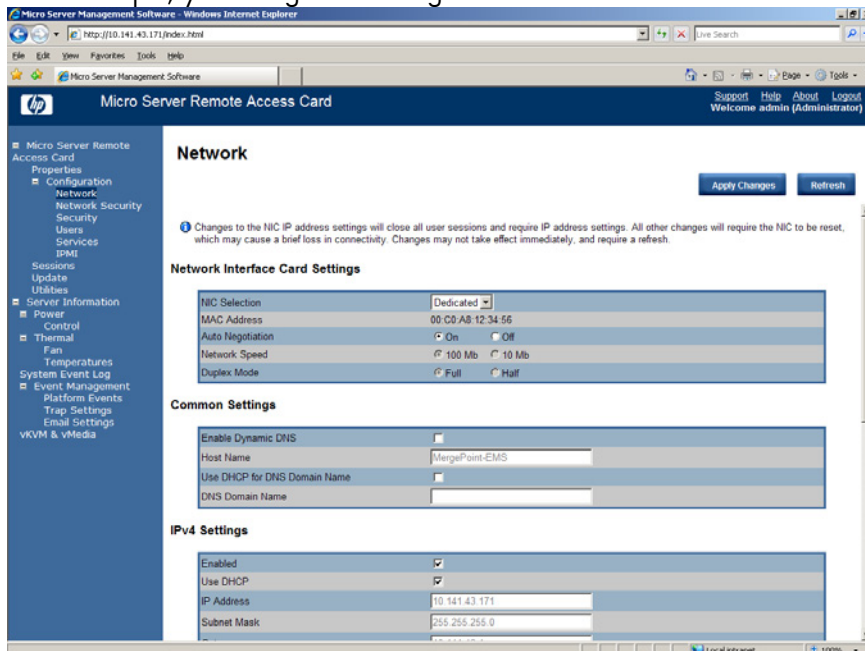 Micro Server Management Software - Windows Internet Explorer
http://10.141.43.171/index.html
Live Search
File Edit View Favorites Tools Help
Micro Server Management Software
Page Tools
hp
Micro Server Remote Access Card
Support Help About Logout
Welcome admin (Administrator)
Micro Server Remote
Access Card
Properties
Configuration
Network
Network Security
Security
Users
Services
IPMI
Sessions
Update
Utilities
Server Information
Power
Control
Thermal
Fan
Temperatures
System Event Log
Event Management
Platform Events
Trap Settings
Email Settings
vKVM & vMedia
Network
Apply Changes Refresh
Changes to the NIC IP address settings will close all user sessions and require IP address settings. All other changes will require the NIC to be reset,
which may cause a brief loss in connectivity. Changes may not take effect immediately, and require a refresh.
Network Interface Card Settings
NIC Selection Dedicated
MAC Address 00:C0:A8:12:34:56
Auto Negotiation On Off
Network Speed 100 Mb 10 Mb
Duplex Mode Full Half
Common Settings
Enable Dynamic DNS
Host Name MergePoint-EMS
Use DHCP for DNS Domain Name
DNS Domain Name
IPv4 Settings
Enabled
Use DHCP
IP Address 10.141.43.171
Subnet Mask 255.255.255.0
Local intranet 100%